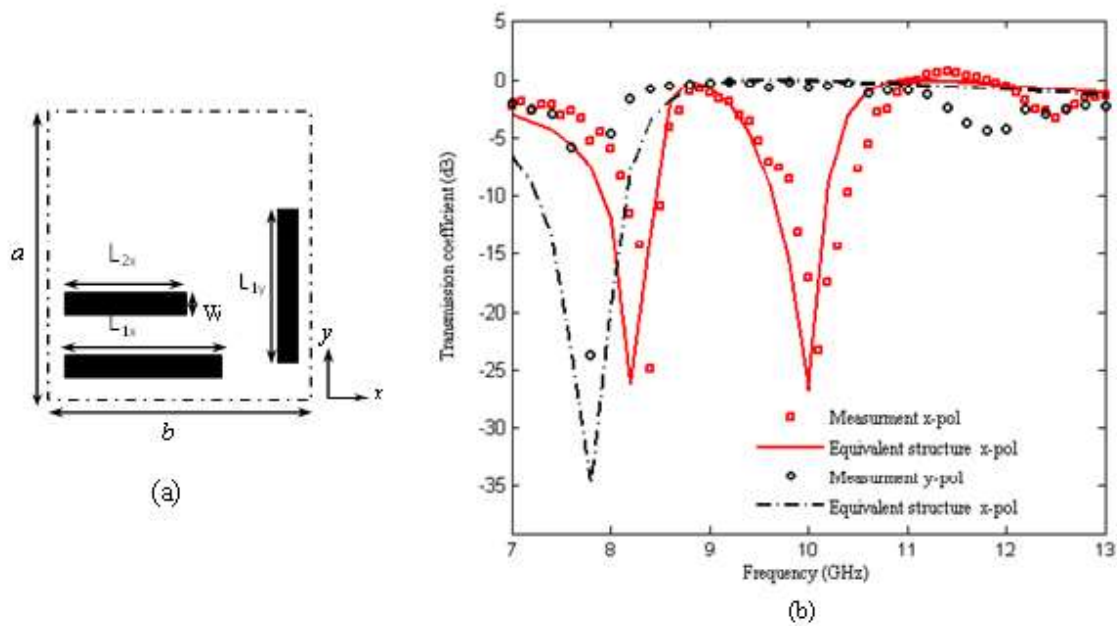 a
L2x
W
L1x
L1y
y
x
b
(a)
Transmission coefficient (dB)
5
0
-5
-10
-15
-20
-25
-30
-35
Measurment x-pol
Equivalent structure x-pol
Measurment y-pol
Equivalent structure x-pol
7 8 9 10 11 12 13
Frequency (GHz)
(b)